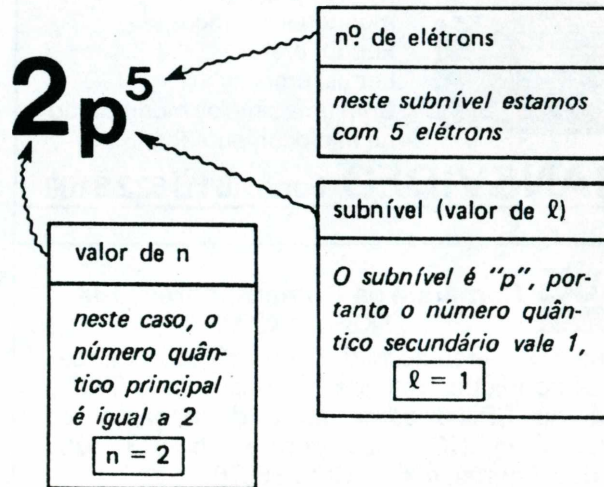 2p⁵
nº de elétrons
neste subnível estamos
com 5 elétrons
subnível (valor de ℓ)
O subnível é "p", por-
tanto o número quân-
tico secundário vale 1,
ℓ = 1
valor de n
neste caso, o
número quân-
tico principal
é igual a 2
n = 2